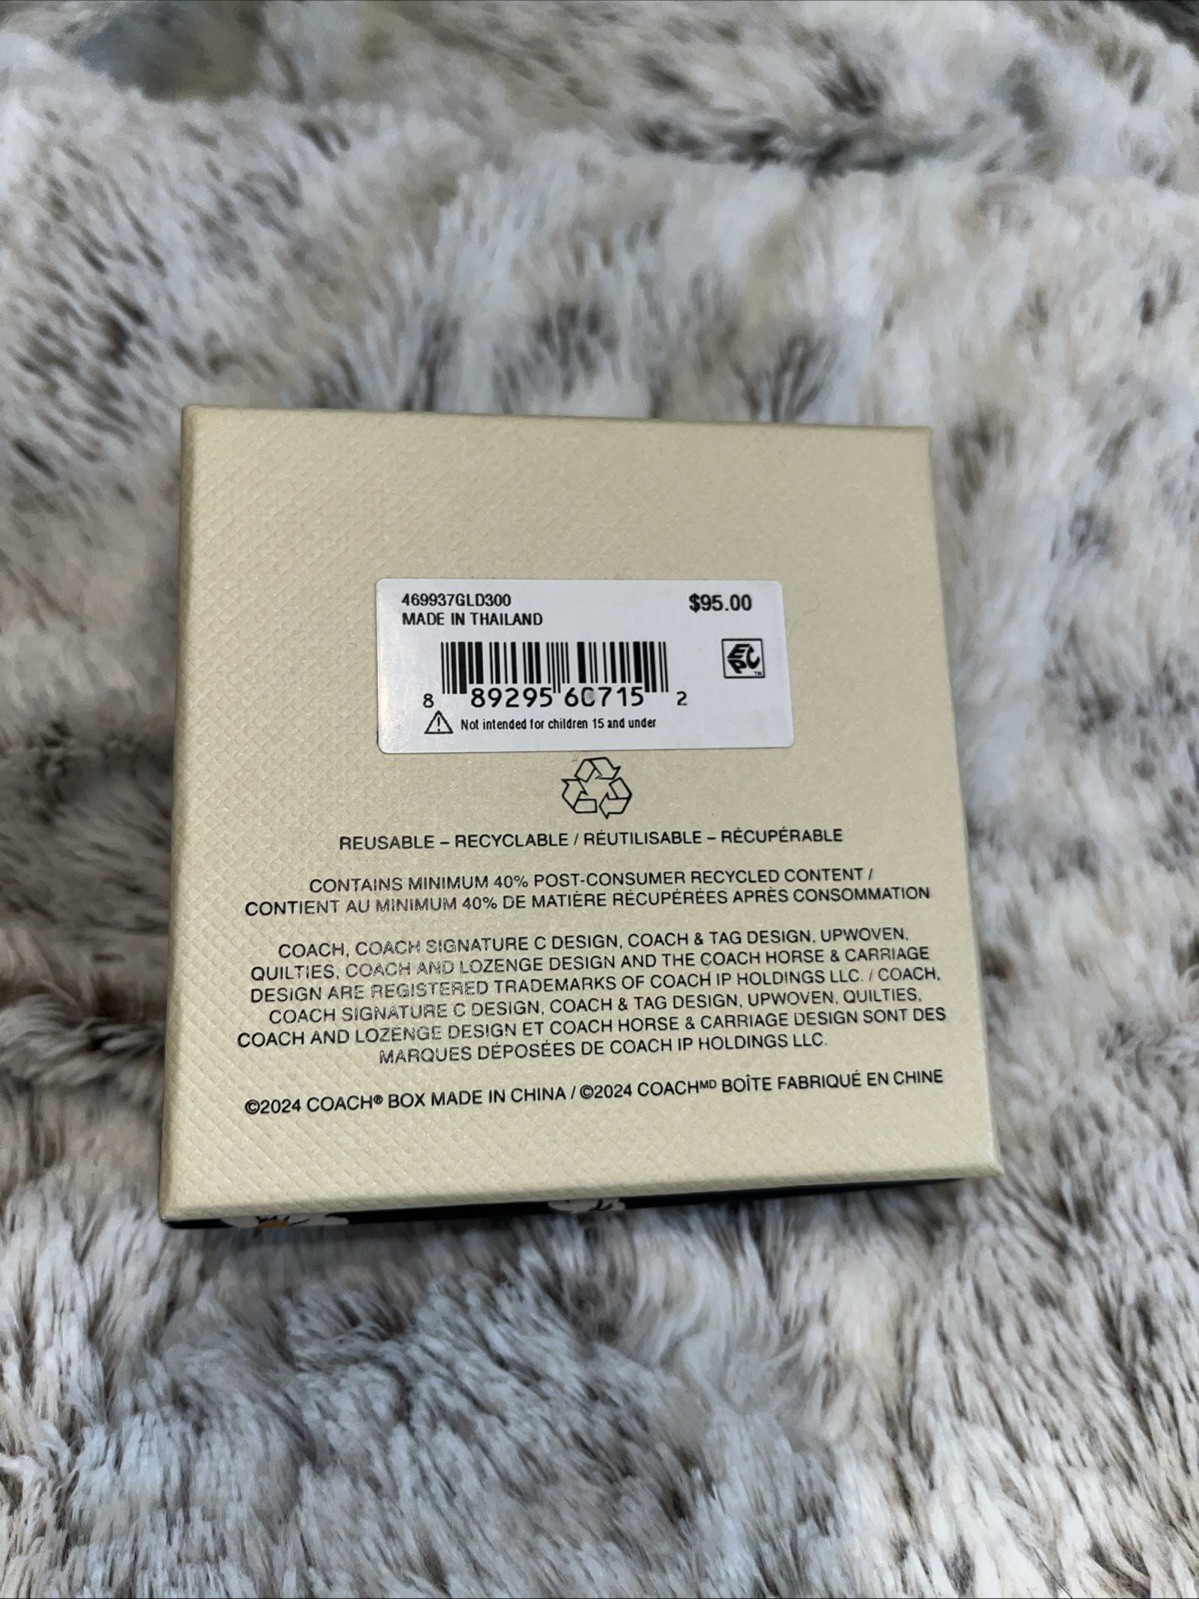 469937GLD300
$95.00
MADE IN THAILAND
EPC
8 89295 60715 2
Not intended for children 15 and under
REUSABLE – RECYCLABLE / RÉUTILISABLE – RÉCUPÉRABLE
CONTAINS MINIMUM 40% POST-CONSUMER RECYCLED CONTENT /
CONTIENT AU MINIMUM 40% DE MATIÈRE RÉCUPÉRÉES APRÈS CONSOMMATION
COACH, COACH SIGNATURE C DESIGN, COACH & TAG DESIGN, UPWOVEN,
QUILTIES, COACH AND LOZENGE DESIGN AND THE COACH HORSE & CARRIAGE
DESIGN ARE REGISTERED TRADEMARKS OF COACH IP HOLDINGS LLC. / COACH,
COACH SIGNATURE C DESIGN, COACH & TAG DESIGN, UPWOVEN, QUILTIES,
COACH AND LOZENGE DESIGN ET COACH HORSE & CARRIAGE DESIGN SONT DES
MARQUES DÉPOSÉES DE COACH IP HOLDINGS LLC.
©2024 COACH® BOX MADE IN CHINA / ©2024 COACHᴹᴰ BOÎTE FABRIQUÉ EN CHINE